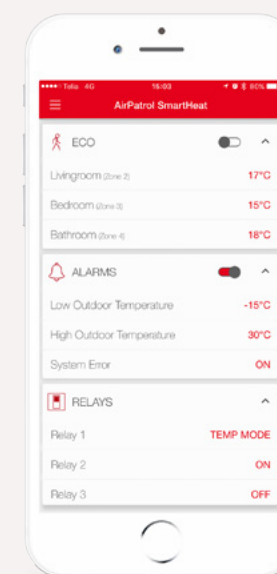 Telia 4G 15:03 80%
AirPatrol SmartHeat
ECO
Livingroom (Zone 2) 17°C
Bedroom (Zone 3) 15°C
Bathroom (Zone 4) 18°C
ALARMS
Low Outdoor Temperature -15°C
High Outdoor Temperature 30°C
System Error ON
RELAYS
Relay 1 TEMP MODE
Relay 2 ON
Relay 3 OFF